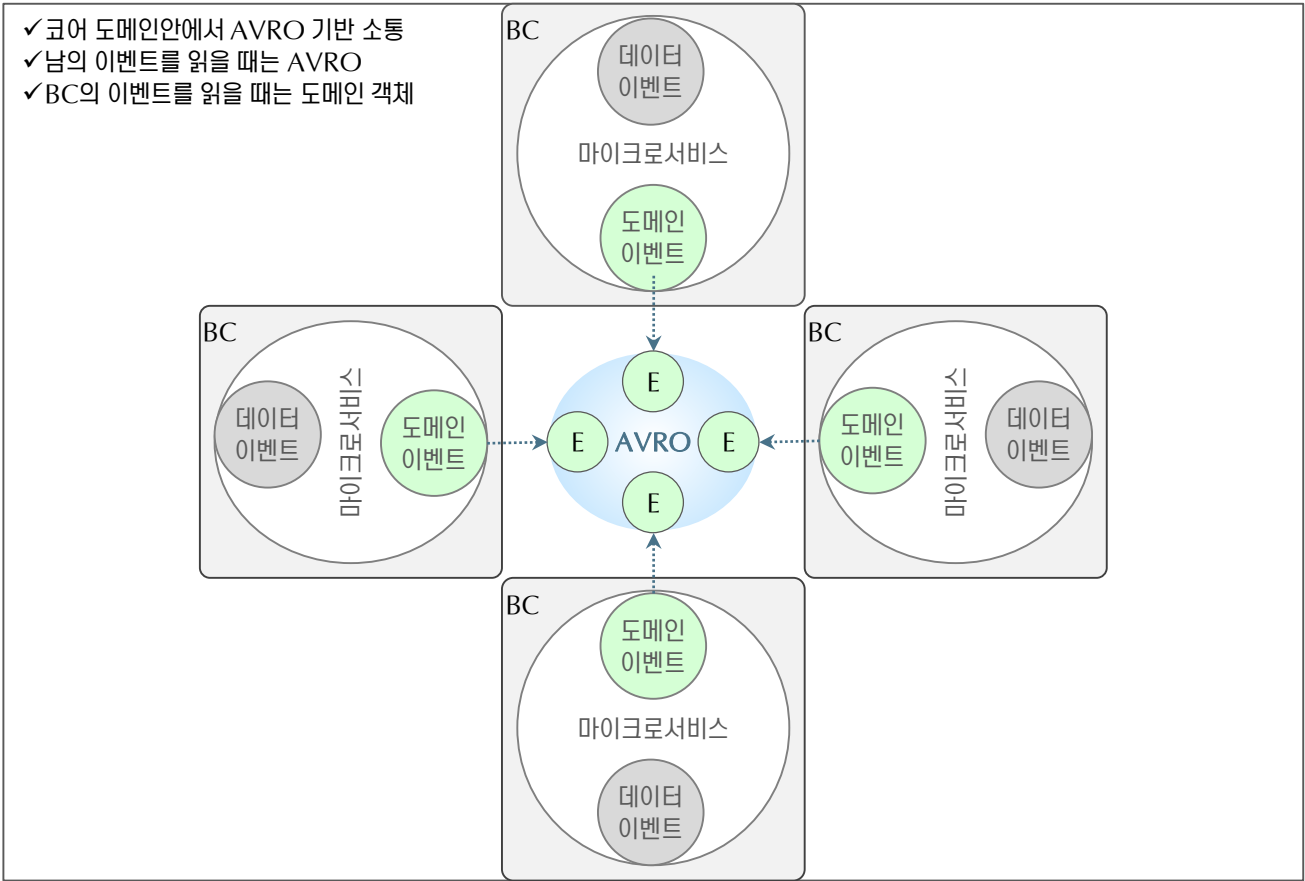 ✓코어 도메인안에서 AVRO 기반 소통
✓남의 이벤트를 읽을 때는 AVRO
✓BC의 이벤트를 읽을 때는 도메인 객체
BC
데이터
이벤트
마이크로서비스
도메인
이벤트
BC
데이터
이벤트
마이크로서비스
도메인
이벤트
E
E
AVRO
E
E
BC
도메인
이벤트
마이크로서비스
데이터
이벤트
BC
도메인
이벤트
마이크로서비스
데이터
이벤트